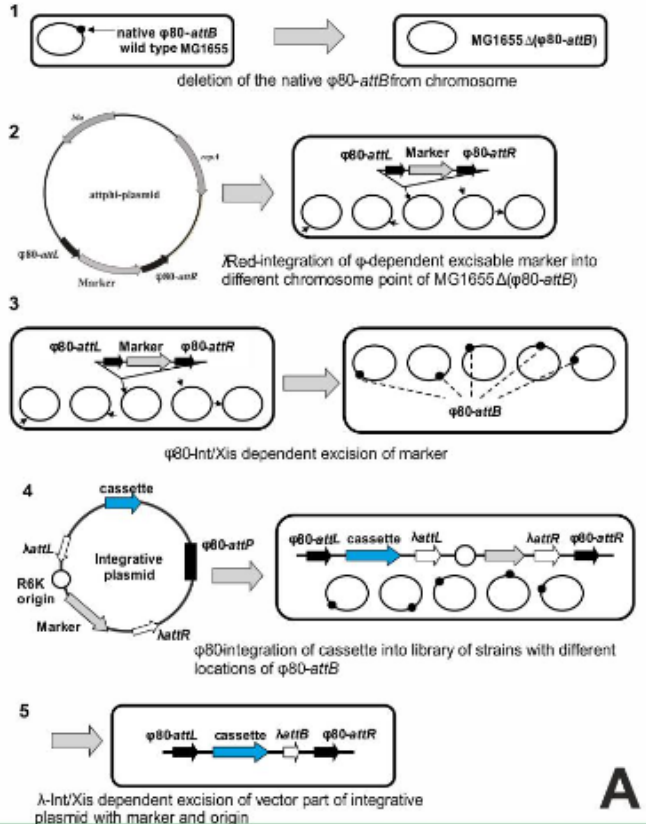 1
native φ80-attB
wild type MG1655
MG1655Δ(φ80-attB)
deletion of the native φ80-attB from chromosome
2
bla
repA
attphi-plasmid
φ80-attL
Marker
φ80-attR
φ80-attL Marker φ80-attR
λRed-integration of φ-dependent excisable marker into
different chromosome point of MG1655Δ(φ80-attB)
3
φ80-attL Marker φ80-attR
φ80-attB
φ80-Int/Xis dependent excision of marker
4
cassette
λattL
Integrative
plasmid
φ80-attP
R6K
origin
Marker
λattR
φ80-attL cassette λattL λattR φ80-attR
φ80-integration of cassette into library of strains with different
locations of φ80-attB
5
φ80-attL cassette λattB φ80-attR
λ-Int/Xis dependent excision of vector part of integrative
plasmid with marker and origin
A